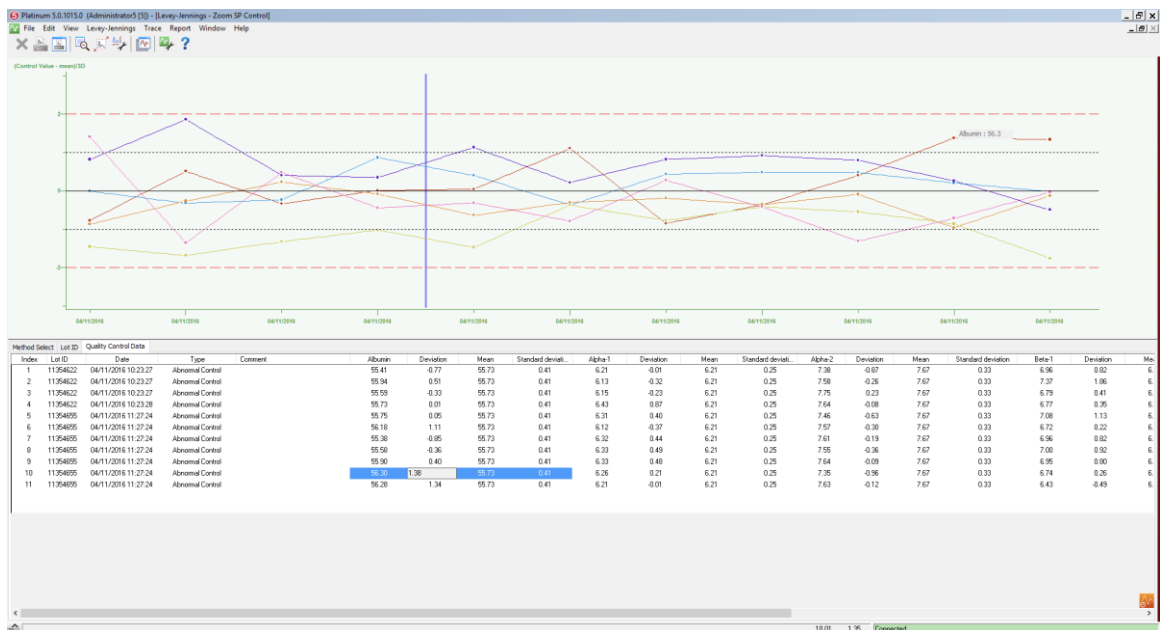 Platinum 5.0.1015.0 (Administrator5 [5]) - [Levey-Jennings - Zoom SP Control]
File Edit View Levey-Jennings Trace Report Window Help
(Control Value - mean)/SD
2
Albumin : 56.3
0
-2
04/11/2016 04/11/2016 04/11/2016 04/11/2016 04/11/2016 04/11/2016 04/11/2016 04/11/2016 04/11/2016 04/11/2016 04/11/2016
Method Select Lot ID Quality Control Data
Index Lot ID Date Type Comment Albumin Deviation Mean Standard deviati... Alpha-1 Deviation Mean Standard deviati... Alpha-2 Deviation Mean Standard deviation Beta-1 Deviation Me
1 11354622 04/11/2016 10:23:27 Abnormal Control 55.41 -0.77 55.73 0.41 6.21 -0.01 6.21 0.25 7.38 -0.87 7.67 0.33 6.96 0.82 6.
2 11354622 04/11/2016 10:23:27 Abnormal Control 55.94 0.51 55.73 0.41 6.13 -0.32 6.21 0.25 7.58 -0.26 7.67 0.33 7.37 1.86 6.
3 11354622 04/11/2016 10:23:27 Abnormal Control 55.59 -0.33 55.73 0.41 6.15 -0.23 6.21 0.25 7.75 0.23 7.67 0.33 6.79 0.41 6.
4 11354622 04/11/2016 10:23:28 Abnormal Control 55.73 0.01 55.73 0.41 6.43 0.87 6.21 0.25 7.64 -0.08 7.67 0.33 6.77 0.35 6.
5 11354655 04/11/2016 11:27:24 Abnormal Control 55.75 0.05 55.73 0.41 6.31 0.40 6.21 0.25 7.46 -0.63 7.67 0.33 7.08 1.13 6.
6 11354655 04/11/2016 11:27:24 Abnormal Control 56.18 1.11 55.73 0.41 6.12 -0.37 6.21 0.25 7.57 -0.30 7.67 0.33 6.72 0.22 6.
7 11354655 04/11/2016 11:27:24 Abnormal Control 55.38 -0.85 55.73 0.41 6.32 0.44 6.21 0.25 7.61 -0.19 7.67 0.33 6.96 0.82 6.
8 11354655 04/11/2016 11:27:24 Abnormal Control 55.58 -0.36 55.73 0.41 6.33 0.49 6.21 0.25 7.55 -0.36 7.67 0.33 7.00 0.92 6.
9 11354655 04/11/2016 11:27:24 Abnormal Control 55.90 0.40 55.73 0.41 6.33 0.48 6.21 0.25 7.64 -0.09 7.67 0.33 6.95 0.80 6.
10 11354655 04/11/2016 11:27:24 Abnormal Control 56.30 1.38 55.73 0.41 6.26 0.21 6.21 0.25 7.35 -0.96 7.67 0.33 6.74 0.26 6.
11 11354655 04/11/2016 11:27:24 Abnormal Control 56.28 1.34 55.73 0.41 6.21 -0.01 6.21 0.25 7.63 -0.12 7.67 0.33 6.43 -0.49 6.
10.01 1.35 Connected